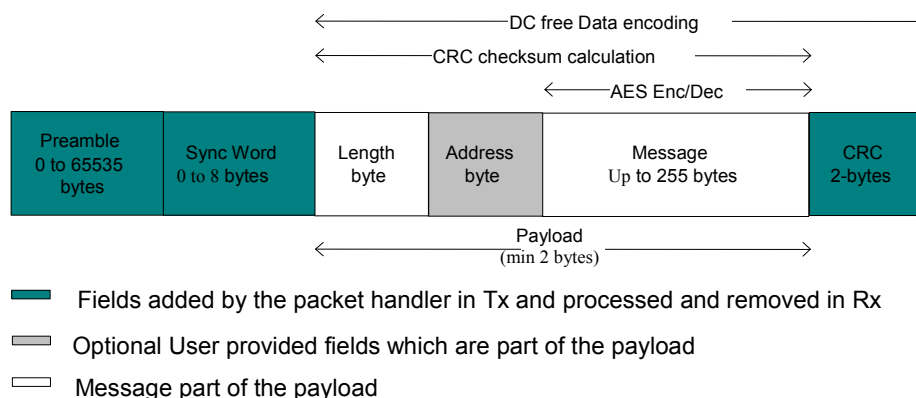 DC free Data encoding
CRC checksum calculation
AES Enc/Dec
Preamble
0 to 65535
bytes
Sync Word
0 to 8 bytes
Length
byte
Address
byte
Message
Up to 255 bytes
CRC
2-bytes
Payload
(min 2 bytes)
Fields added by the packet handler in Tx and processed and removed in Rx
Optional User provided fields which are part of the payload
Message part of the payload